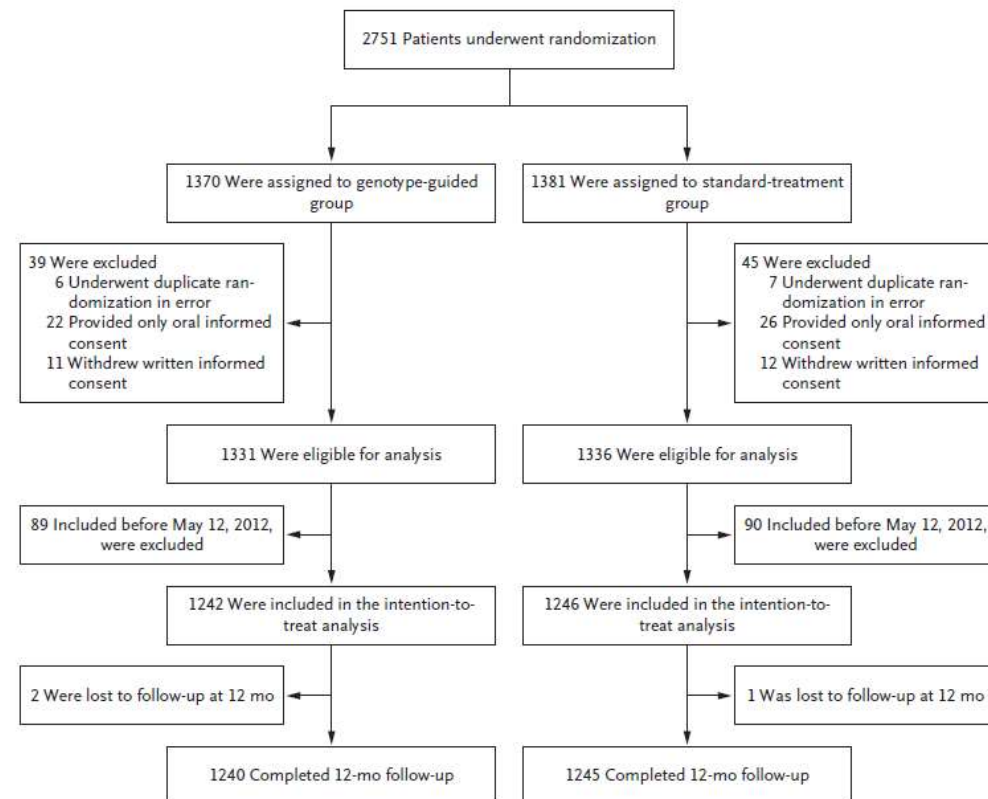 2751 Patients underwent randomization
1370 Were assigned to genotype-guided
group
1381 Were assigned to standard-treatment
group
39 Were excluded
6 Underwent duplicate ran-
domization in error
22 Provided only oral informed
consent
11 Withdrew written informed
consent
45 Were excluded
7 Underwent duplicate ran-
domization in error
26 Provided only oral informed
consent
12 Withdrew written informed
consent
1331 Were eligible for analysis
1336 Were eligible for analysis
89 Included before May 12, 2012,
were excluded
90 Included before May 12, 2012,
were excluded
1242 Were included in the intention-to-
treat analysis
1246 Were included in the intention-to-
treat analysis
2 Were lost to follow-up at 12 mo
1 Was lost to follow-up at 12 mo
1240 Completed 12-mo follow-up
1245 Completed 12-mo follow-up